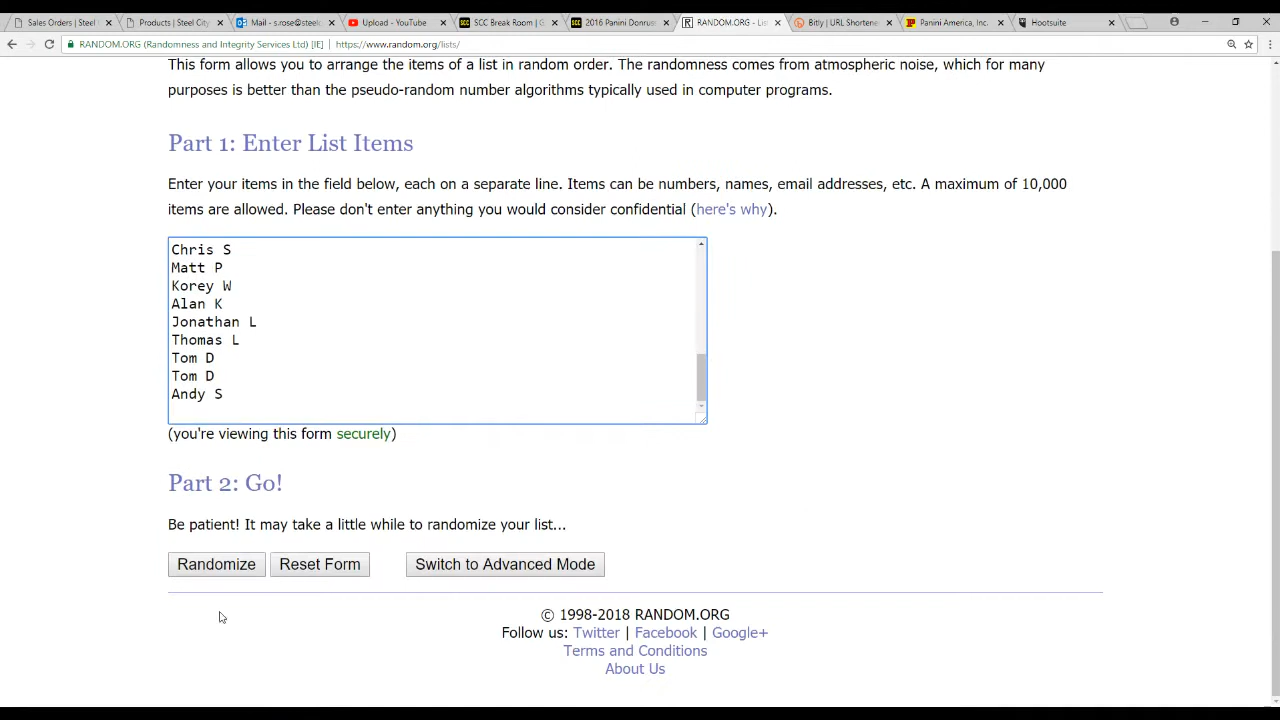 Sales Orders | Steel
Products | Steel City
Mail - s.rose@steelc
Upload - YouTube
SCC Break Room | G
2016 Panini Donruss
RANDOM.ORG - List
Bitly | URL Shortener
Panini America, Inc.
Hootsuite
RANDOM.ORG (Randomness and Integrity Services Ltd) [IE] | https://www.random.org/lists/
This form allows you to arrange the items of a list in random order. The randomness comes from atmospheric noise, which for many
purposes is better than the pseudo-random number algorithms typically used in computer programs.
Part 1: Enter List Items
Enter your items in the field below, each on a separate line. Items can be numbers, names, email addresses, etc. A maximum of 10,000
items are allowed. Please don't enter anything you would consider confidential (here's why).
Chris S
Matt P
Korey W
Alan K
Jonathan L
Thomas L
Tom D
Tom D
Andy S
(you're viewing this form securely)
Part 2: Go!
Be patient! It may take a little while to randomize your list...
Randomize
Reset Form
Switch to Advanced Mode
© 1998-2018 RANDOM.ORG
Follow us: Twitter | Facebook | Google+
Terms and Conditions
About Us